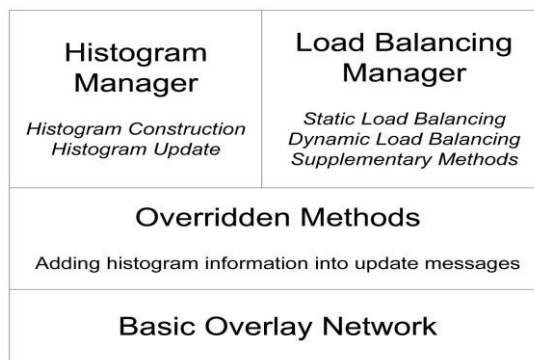 Histogram
Manager
Histogram Construction
Histogram Update
Load Balancing
Manager
Static Load Balancing
Dynamic Load Balancing
Supplementary Methods
Overridden Methods
Adding histogram information into update messages
Basic Overlay Network